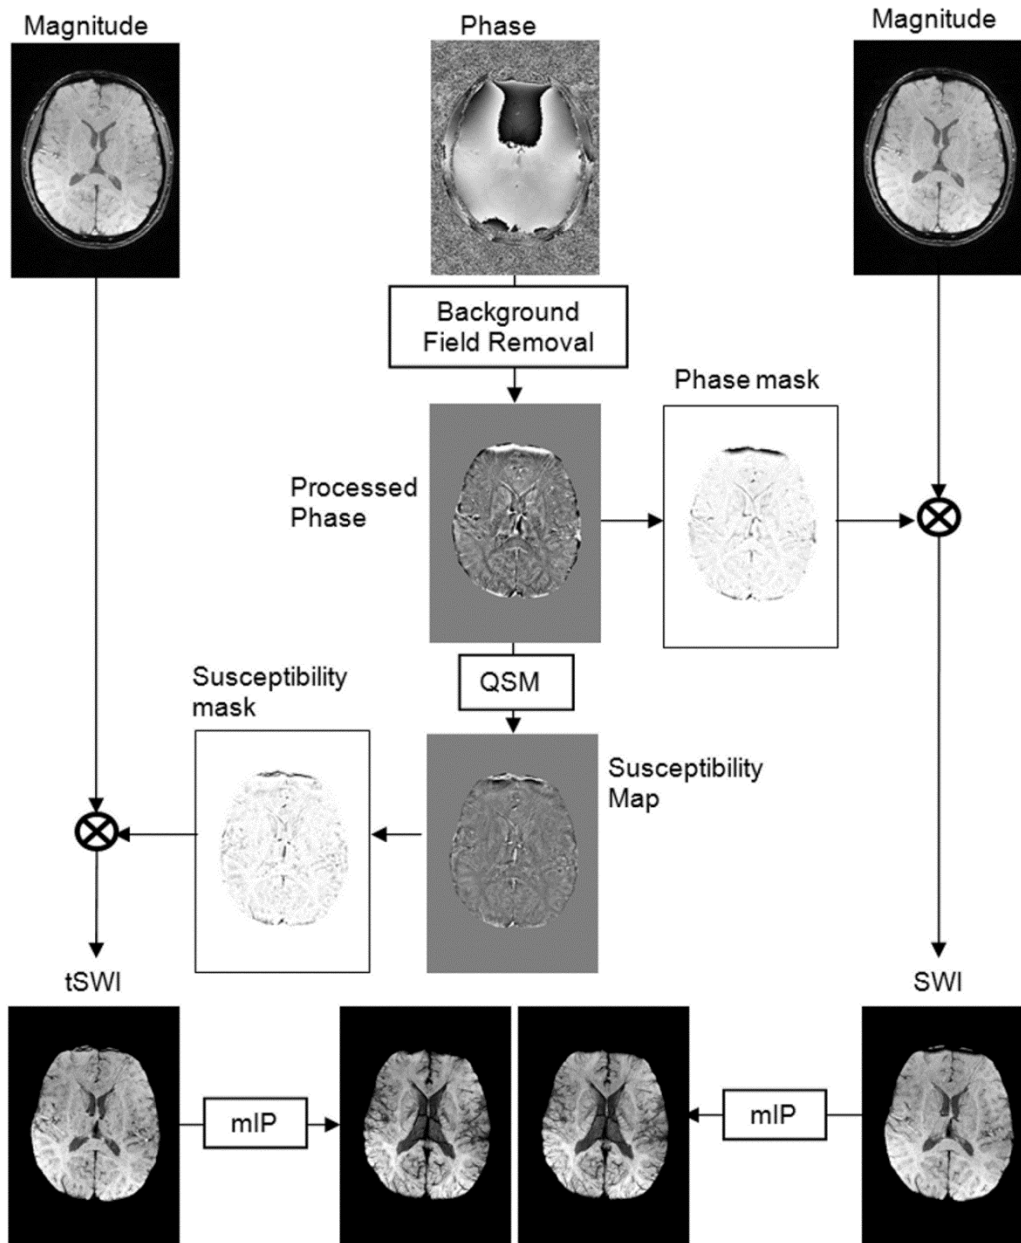 Magnitude
Phase
Magnitude
Background
Field Removal
Phase mask
Processed
Phase
QSM
Susceptibility
mask
Susceptibility
Map
tSWI
SWI
mIP
mIP